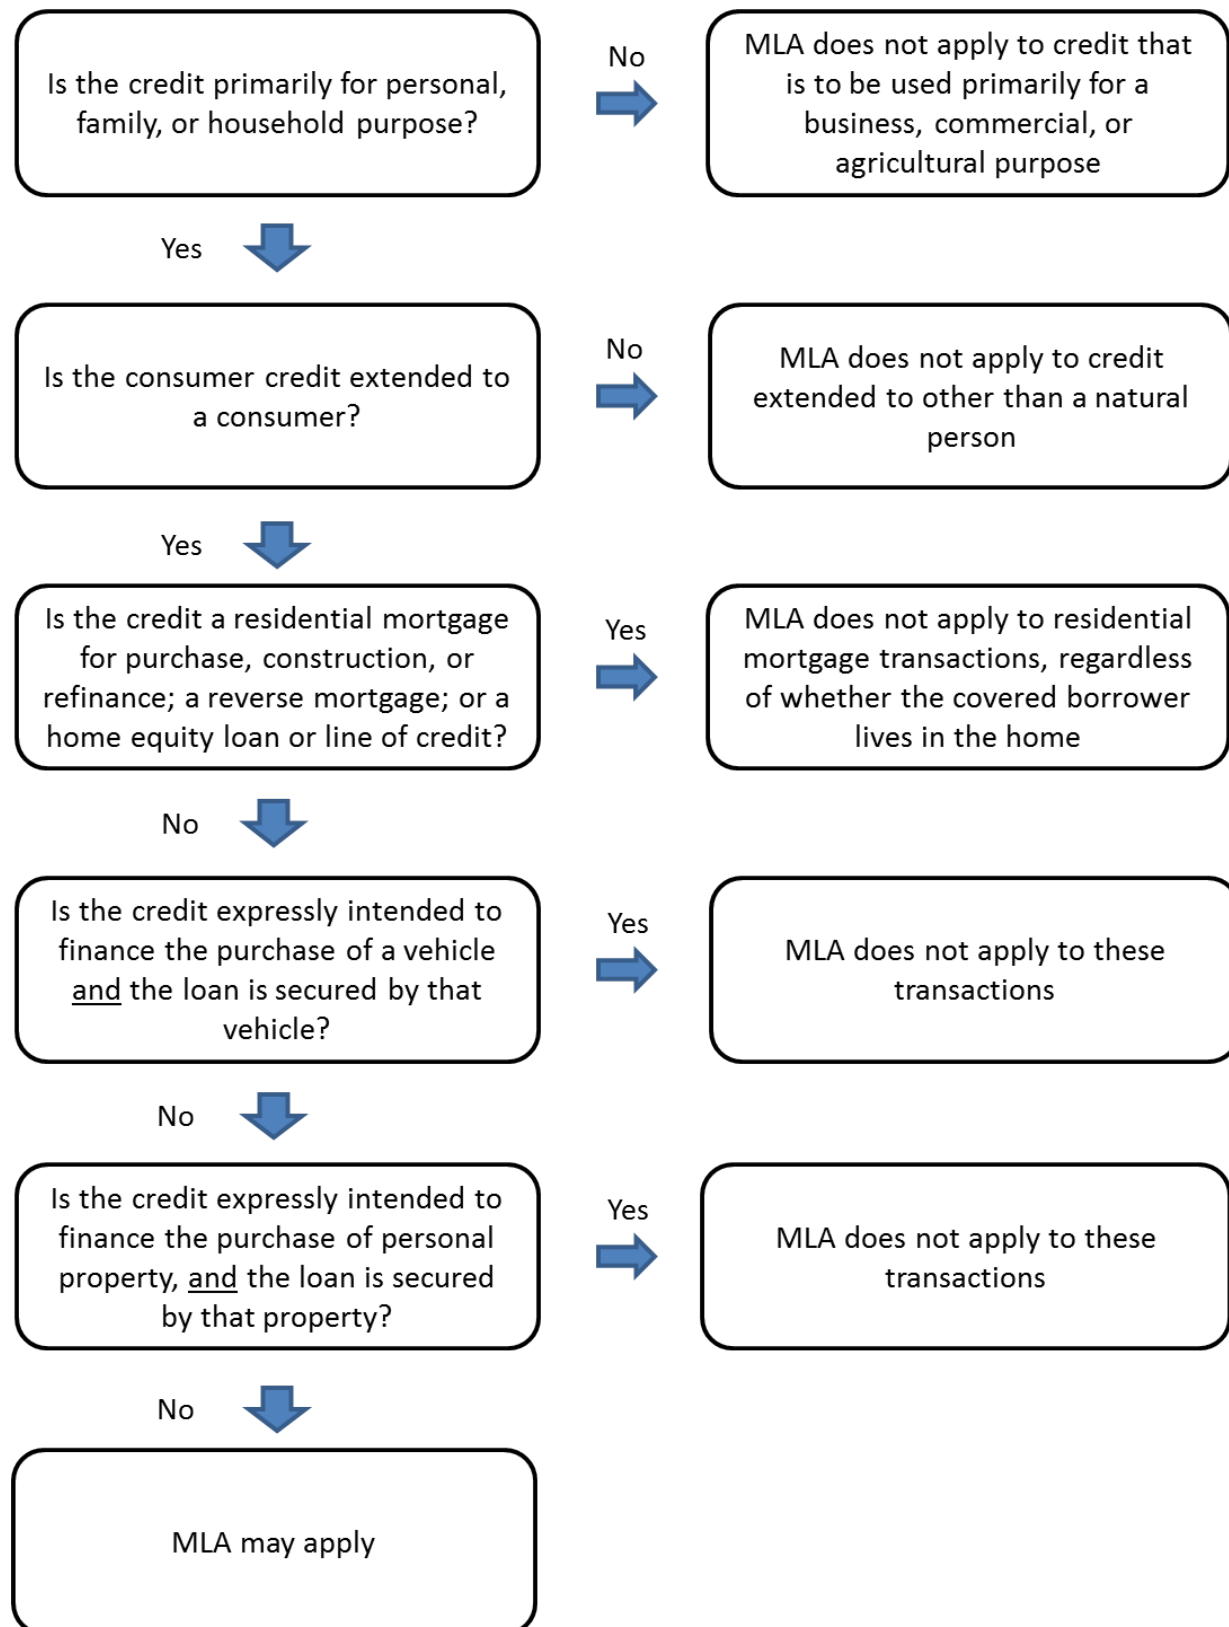 Is the credit primarily for personal,
family, or household purpose?
No
MLA does not apply to credit that
is to be used primarily for a
business, commercial, or
agricultural purpose
Yes
Is the consumer credit extended to
a consumer?
No
MLA does not apply to credit
extended to other than a natural
person
Yes
Is the credit a residential mortgage
for purchase, construction, or
refinance; a reverse mortgage; or a
home equity loan or line of credit?
Yes
MLA does not apply to residential
mortgage transactions, regardless
of whether the covered borrower
lives in the home
No
Is the credit expressly intended to
finance the purchase of a vehicle
and the loan is secured by that
vehicle?
Yes
MLA does not apply to these
transactions
No
Is the credit expressly intended to
finance the purchase of personal
property, and the loan is secured
by that property?
Yes
MLA does not apply to these
transactions
No
MLA may apply